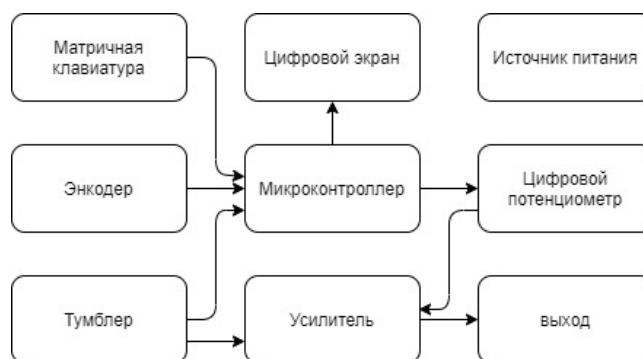 Матричная
клавиатура
Цифровой экран
Источник питания
Энкодер
Микроконтроллер
Цифровой
потенциометр
Тумблер
Усилитель
выход